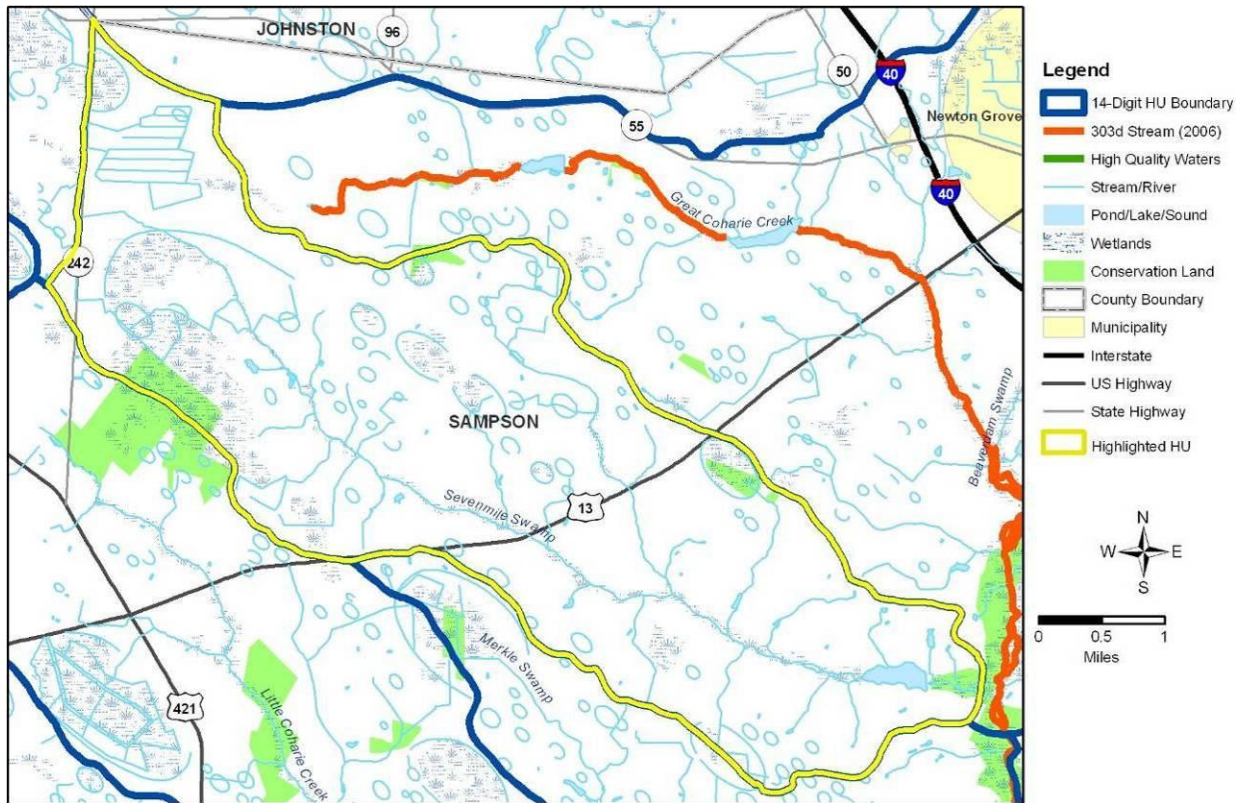 JOHNSTON
96
50
40
Newton Grove
55
40
Great Coharie Creek
242
SAMPSON
Beaverdam Swamp
Sevenmile Swamp
13
Merkle Swamp
Little Coharie Creek
421
Legend
14-Digit HU Boundary
303d Stream (2006)
High Quality Waters
Stream/River
Pond/Lake/Sound
Wetlands
Conservation Land
County Boundary
Municipality
Interstate
US Highway
State Highway
Highlighted HU
N
W E
S
0 0.5 1
Miles